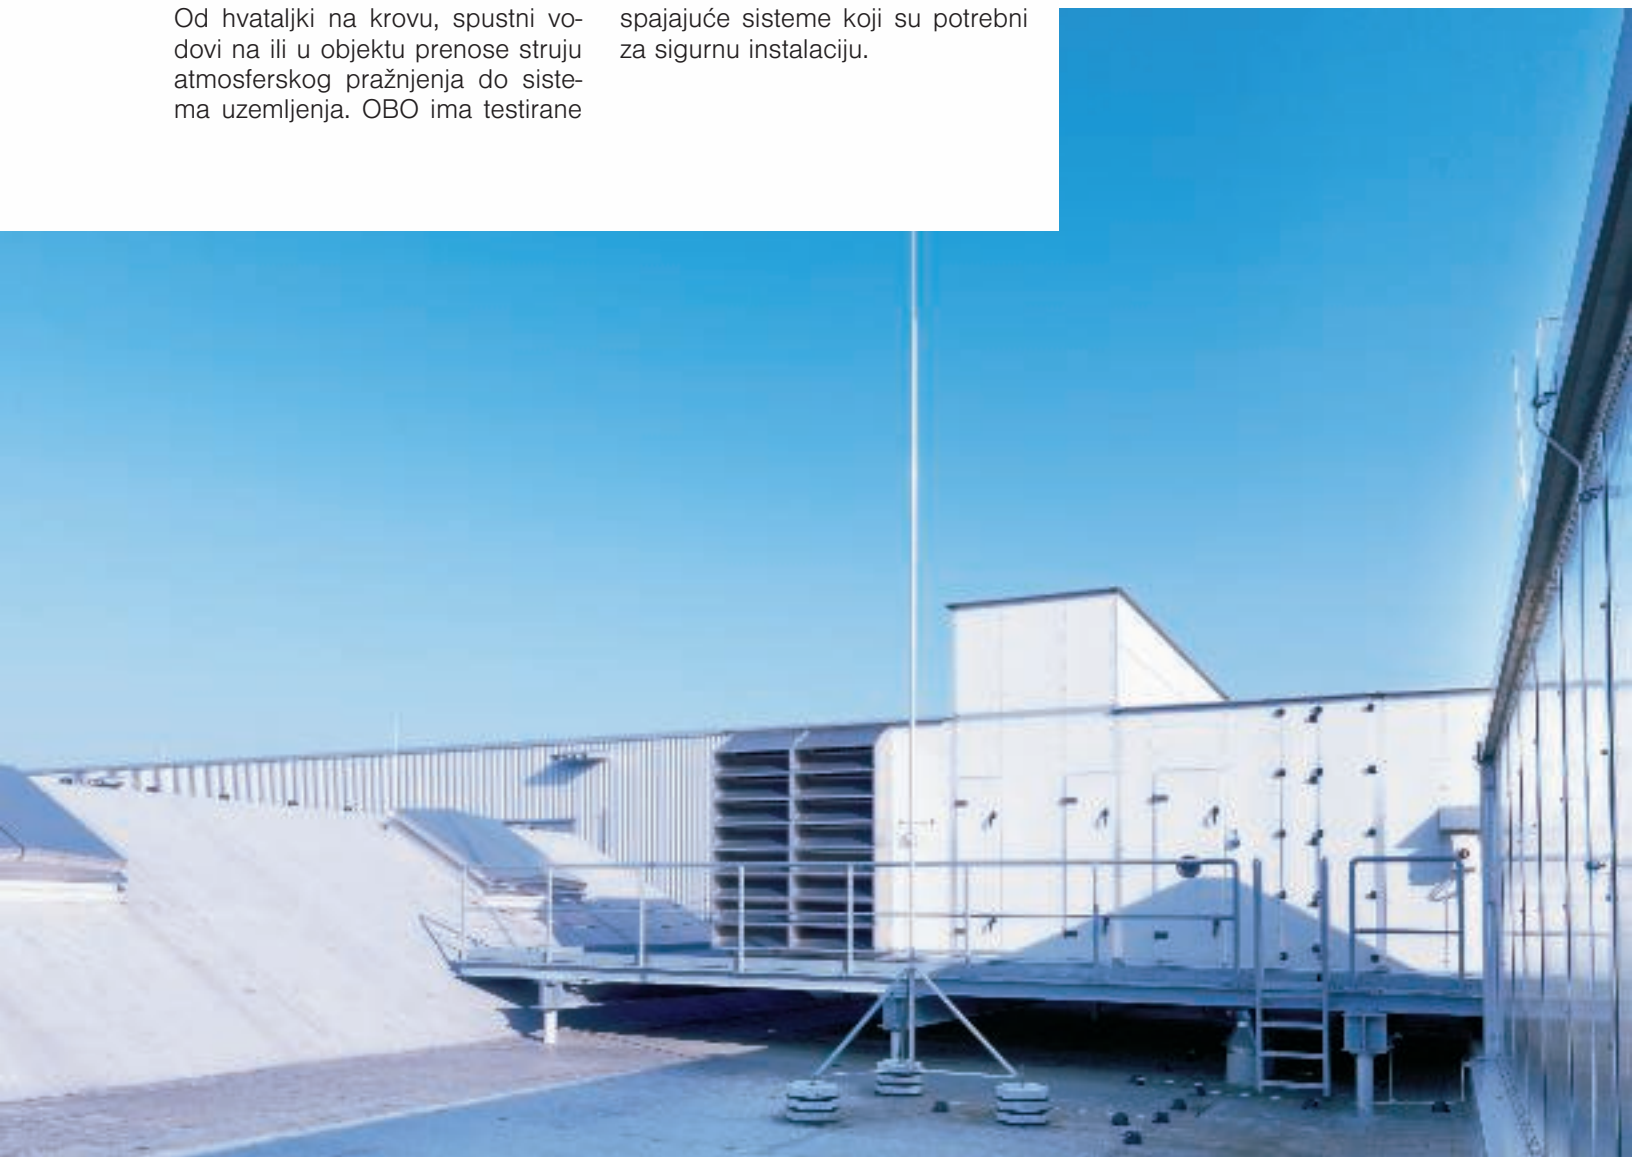 Od hvataljki na krovu, spustni vo-
dovi na ili u objektu prenose struju
atmosferskog pražnjenja do siste-
ma uzemljenja. OBO ima testirane
spajajuće sisteme koji su potrebni
za sigurnu instalaciju.